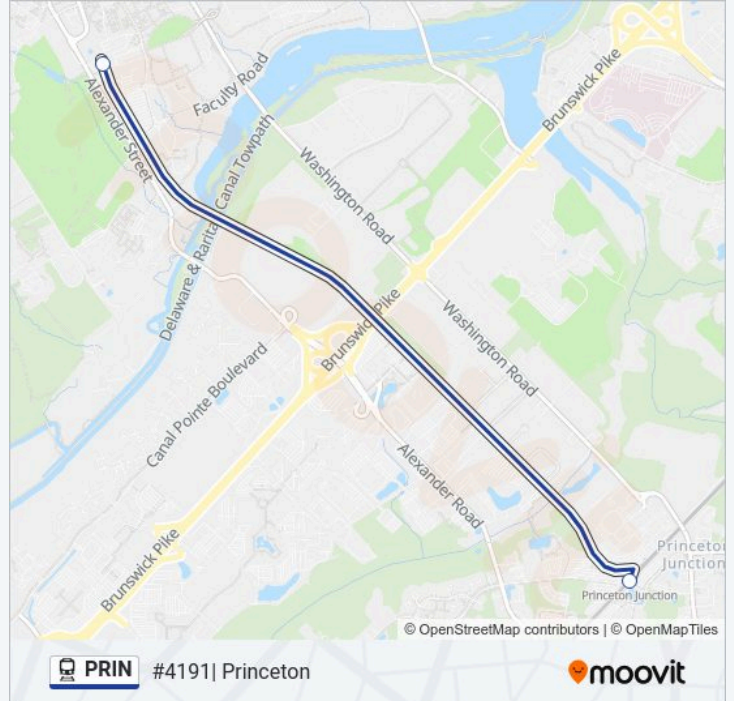 Faculty Road
Brunswick Pike
Alexander Street
Delaware & Raritan Canal Towpath
Washington Road
Brunswick Pike
Washington Road
Canal Pointe Boulevard
Alexander Road
Brunswick Pike
Princeton
Junction
Princeton Junction
© OpenStreetMap contributors | © OpenMapTiles
PRIN #4191| Princeton
moovit